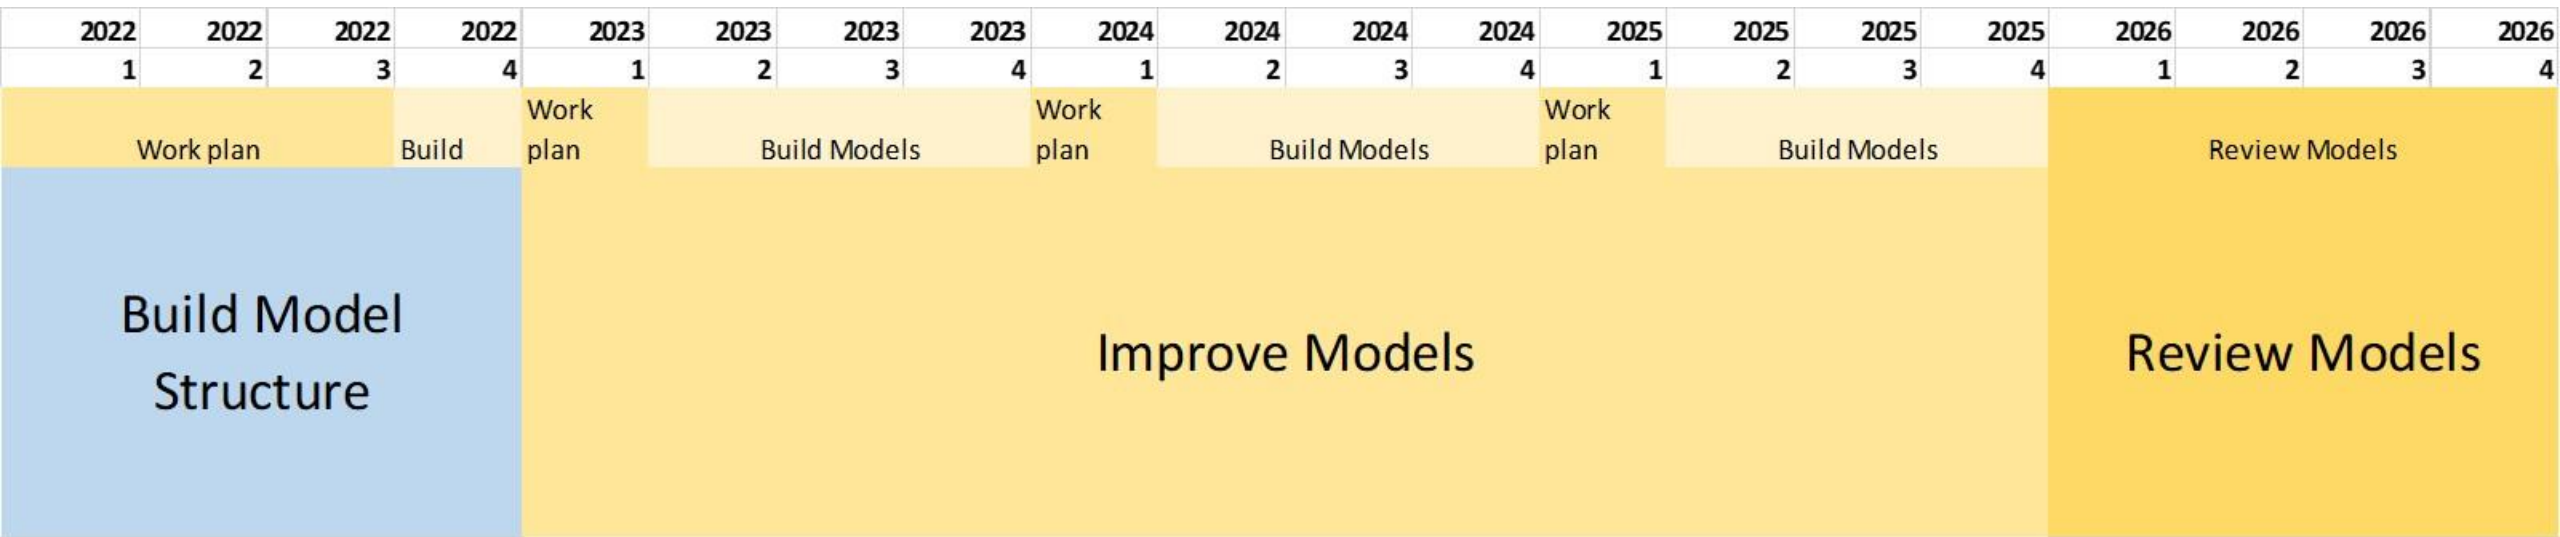 2022 2022 2022 2022 2023 2023 2023 2023 2024 2024 2024 2024 2025 2025 2025 2025 2026 2026 2026 2026
1 2 3 4 1 2 3 4 1 2 3 4 1 2 3 4 1 2 3 4
Work plan
Build
Work
plan
Build Models
Work
plan
Build Models
Work
plan
Build Models
Review Models
Build Model
Structure
Improve Models
Review Models